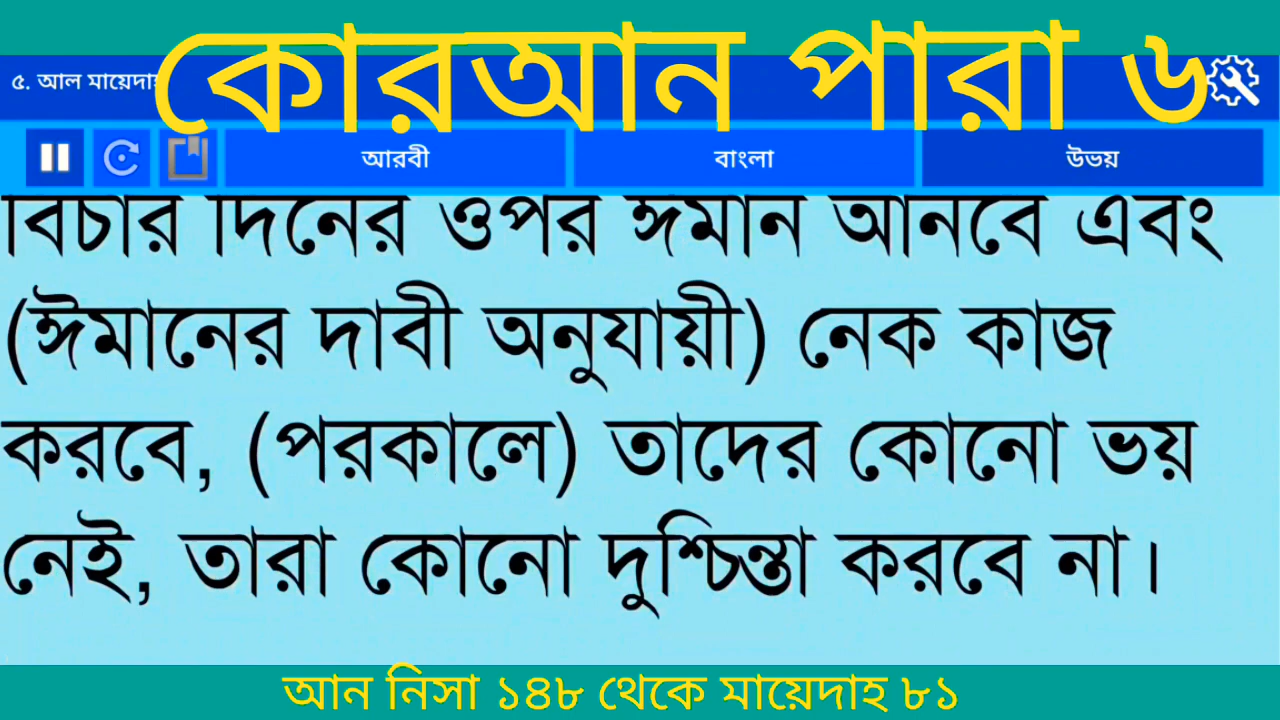 কোরআন পারা ৬
৫. আল মায়েদাহ
আরবী বাংলা উভয়
বিচার দিনের ওপর ঈমান আনবে এবং
(ঈমানের দাবী অনুযায়ী) নেক কাজ
করবে, (পরকালে) তাদের কোনো ভয়
নেই, তারা কোনো দুশ্চিন্তা করবে না।
আন নিসা ১৪৮ থেকে মায়েদাহ ৮১